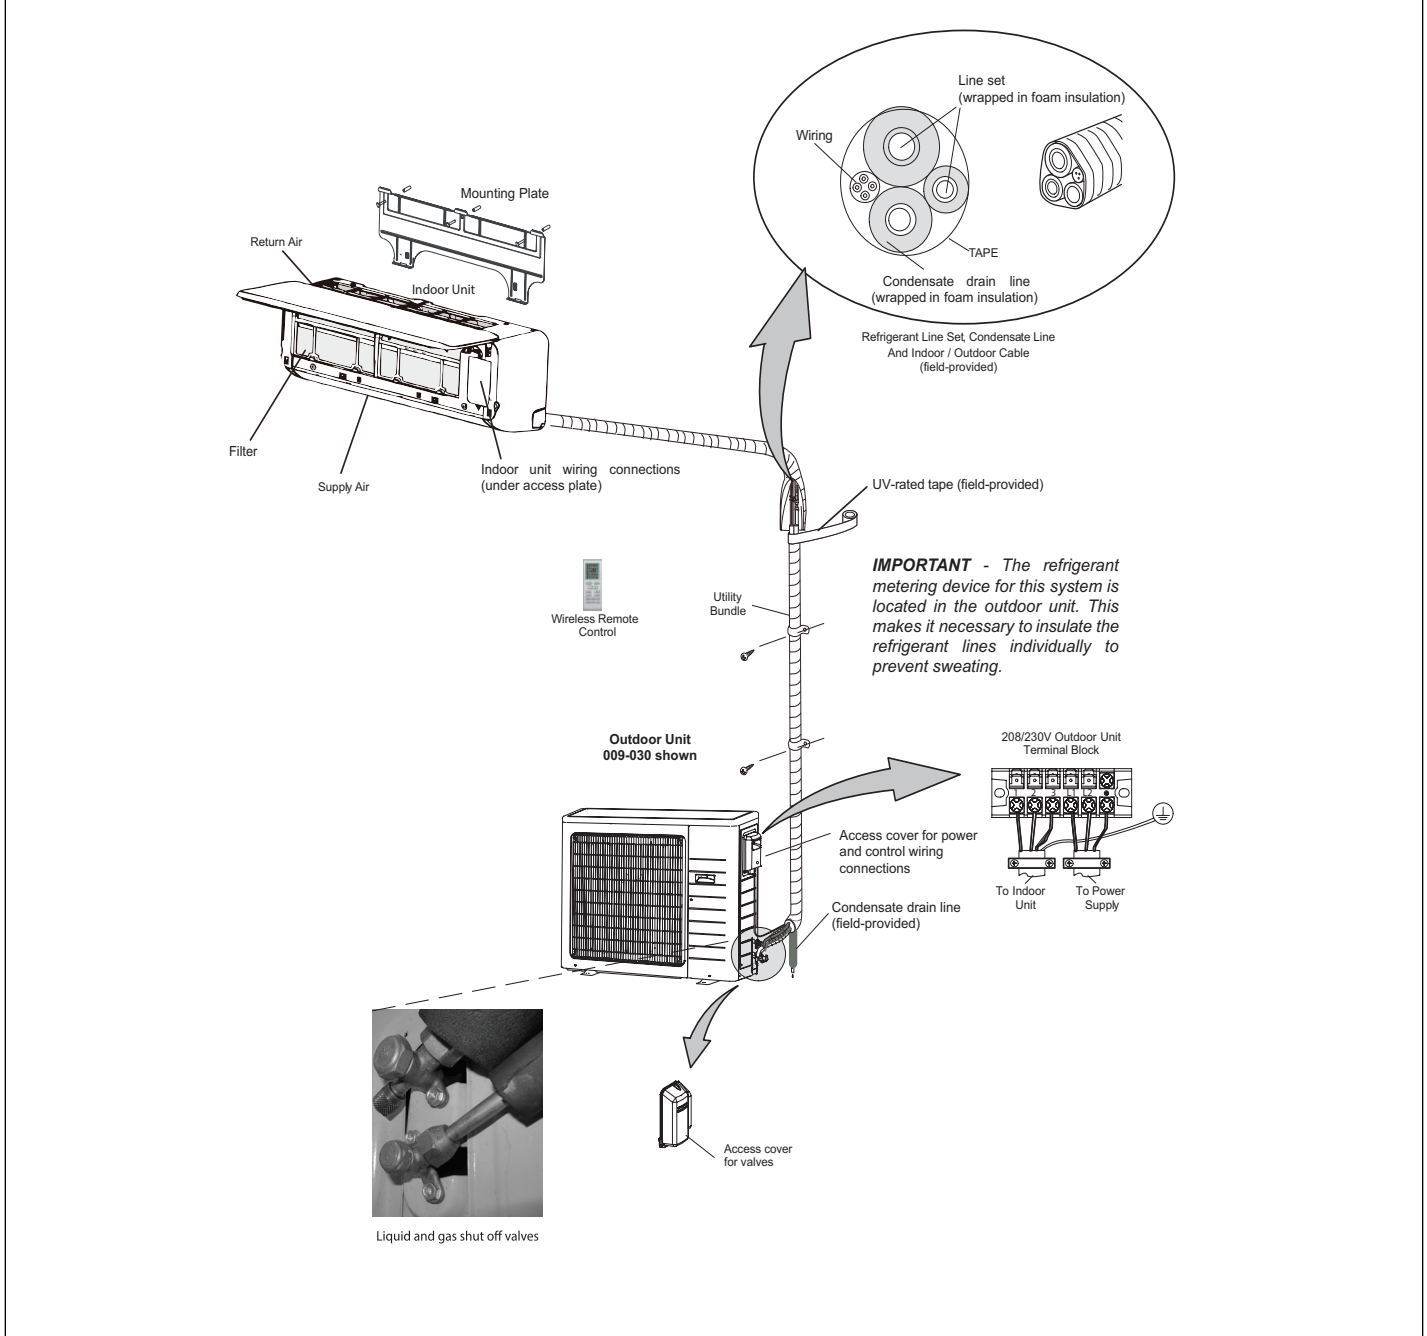 Line set
(wrapped in foam insulation)
Wiring
TAPE
Condensate drain line
(wrapped in foam insulation)
Refrigerant Line Set, Condensate Line
And Indoor / Outdoor Cable
(field-provided)
Mounting Plate
Return Air
Indoor Unit
Filter
Supply Air
Indoor unit wiring connections
(under access plate)
UV-rated tape (field-provided)
IMPORTANT - The refrigerant
metering device for this system is
located in the outdoor unit. This
makes it necessary to insulate the
refrigerant lines individually to
prevent sweating.
Wireless Remote
Control
Utility
Bundle
Outdoor Unit
009-030 shown
208/230V Outdoor Unit
Terminal Block
1 2 3 L1 L2
To Indoor
Unit
To Power
Supply
Access cover for power
and control wiring
connections
Condensate drain line
(field-provided)
Access cover
for valves
Liquid and gas shut off valves